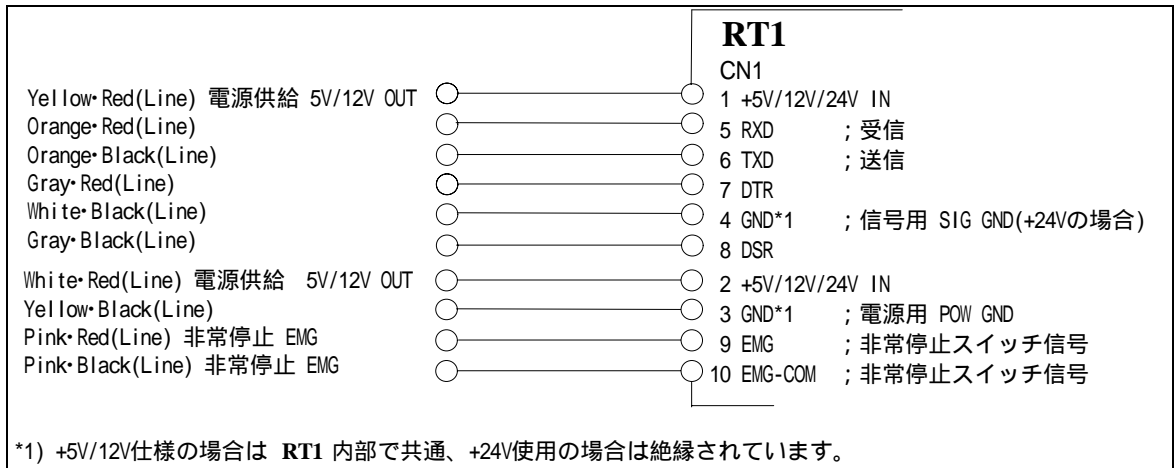 RT1
CN1
Yellow･Red(Line) 電源供給 5V/12V OUT 1 +5V/12V/24V IN
Orange･Red(Line) 5 RXD ;受信
Orange･Black(Line) 6 TXD ;送信
Gray･Red(Line) 7 DTR
White･Black(Line) 4 GND*1 ;信号用 SIG GND(+24Vの場合)
Gray･Black(Line) 8 DSR
White･Red(Line) 電源供給 5V/12V OUT 2 +5V/12V/24V IN
Yellow･Black(Line) 3 GND*1 ;電源用 POW GND
Pink･Red(Line) 非常停止 EMG 9 EMG ;非常停止スイッチ信号
Pink･Black(Line) 非常停止 EMG 10 EMG-COM ;非常停止スイッチ信号
*1) +5V/12V仕様の場合は RT1 内部で共通、+24V使用の場合は絶縁されています。